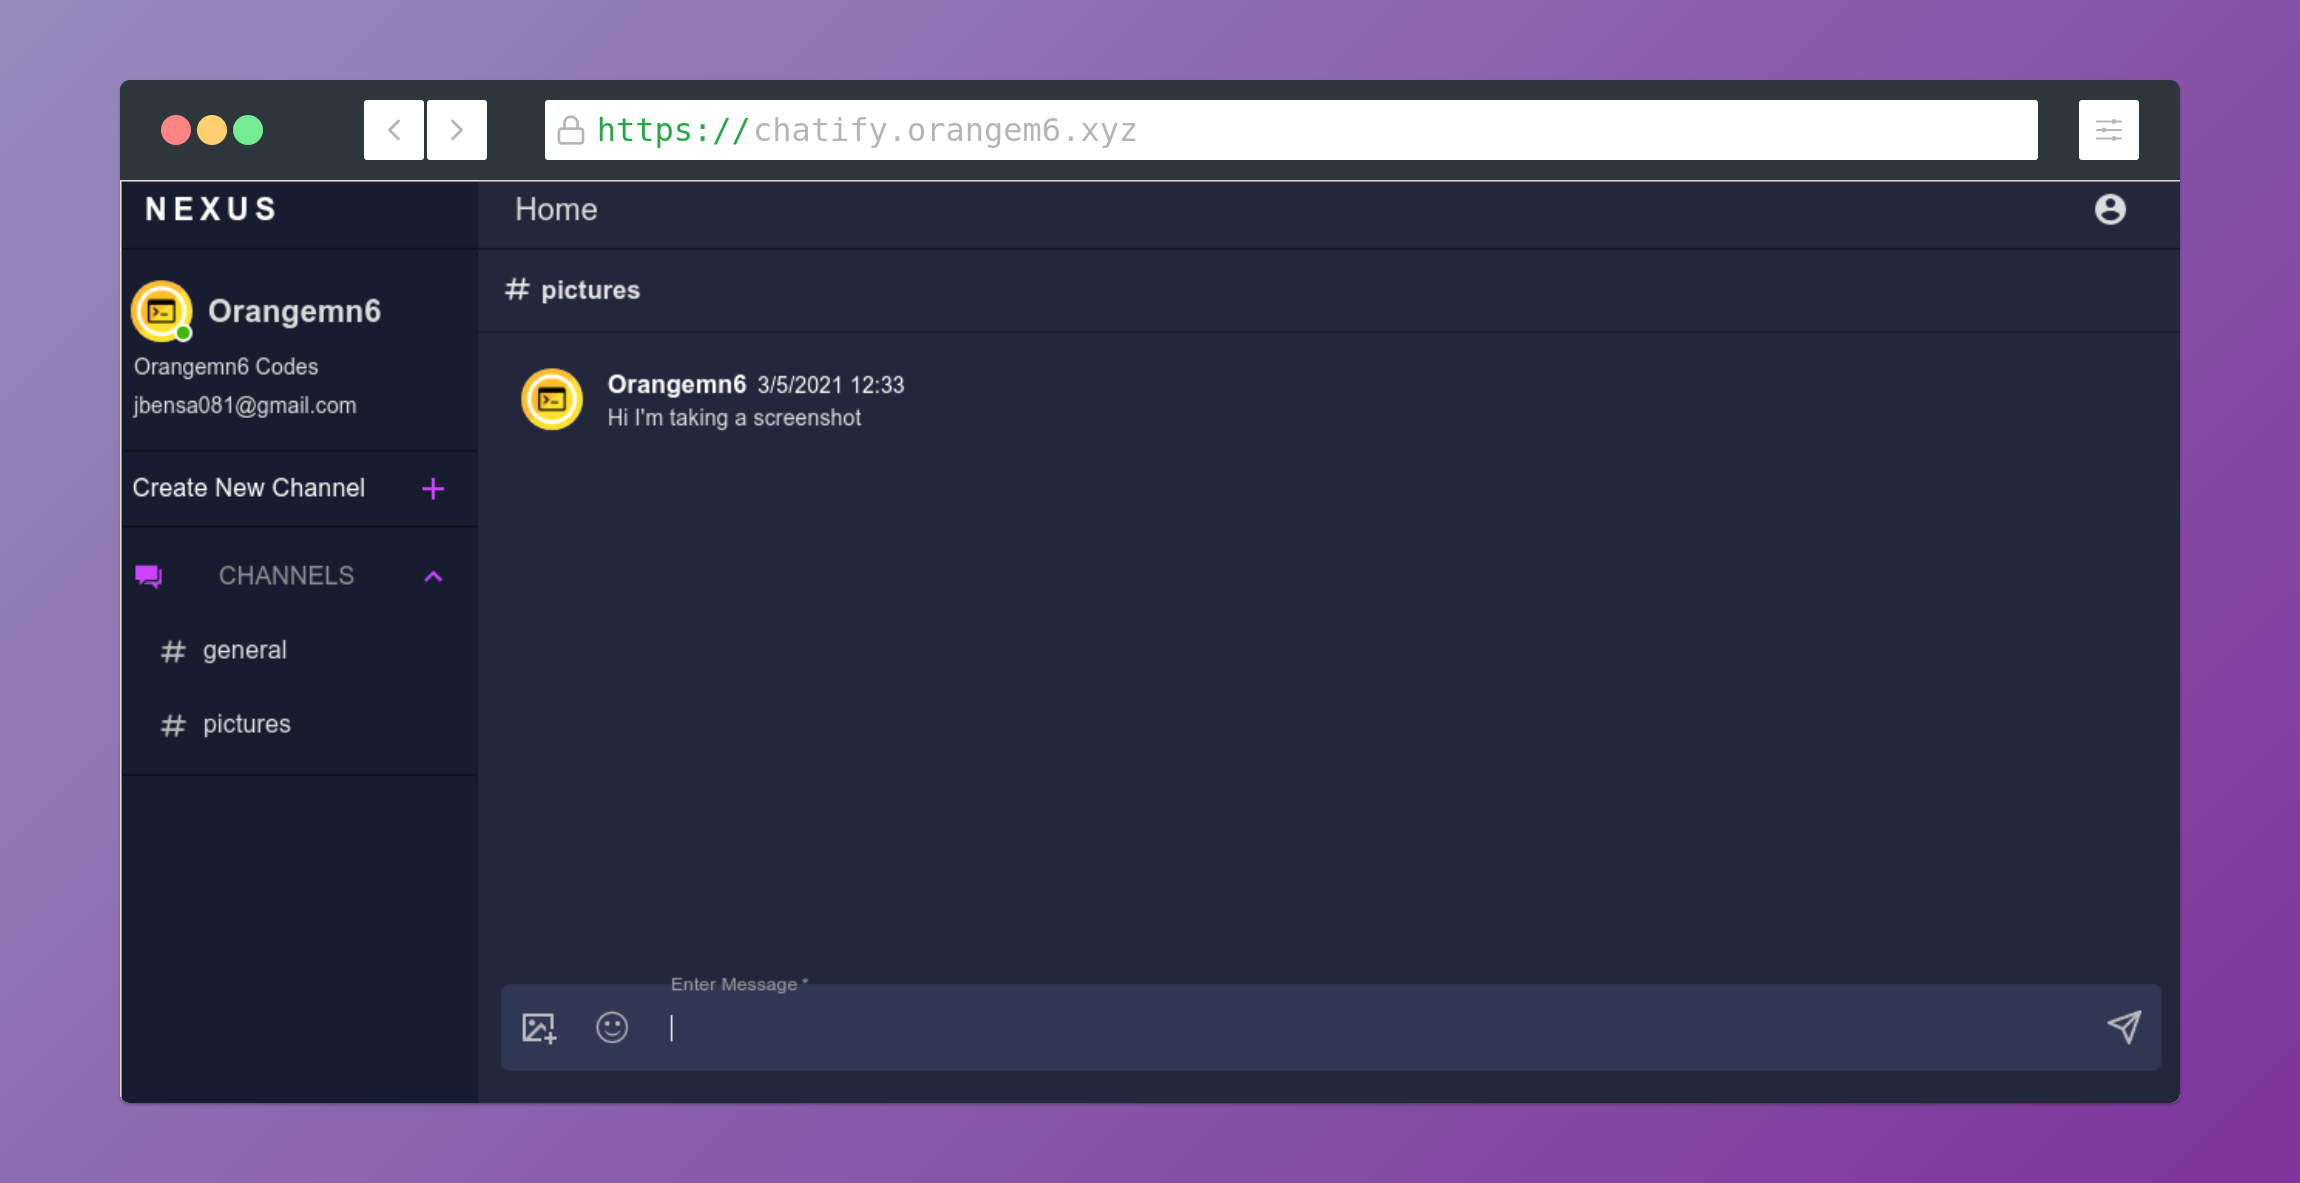 https://chatify.orangem6.xyz
NEXUS
Home
Orangemn6
Orangemn6 Codes
jbensa081@gmail.com
Create New Channel
CHANNELS
# general
# pictures
# pictures
Orangemn6 3/5/2021 12:33
Hi I'm taking a screenshot
Enter Message *